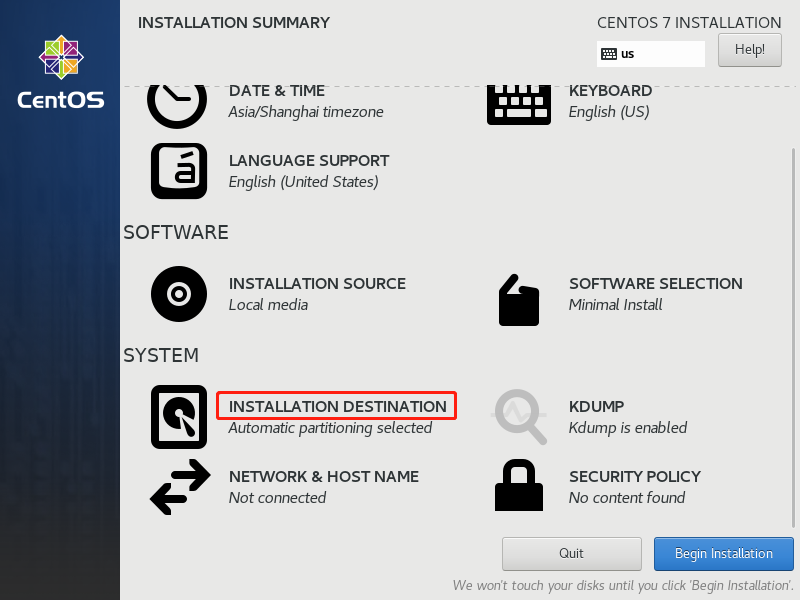 INSTALLATION SUMMARY
CENTOS 7 INSTALLATION
us
Help!
CentOS
DATE & TIME
Asia/Shanghai timezone
KEYBOARD
English (US)
á
LANGUAGE SUPPORT
English (United States)
SOFTWARE
INSTALLATION SOURCE
Local media
SOFTWARE SELECTION
Minimal Install
SYSTEM
INSTALLATION DESTINATION
Automatic partitioning selected
KDUMP
Kdump is enabled
NETWORK & HOST NAME
Not connected
SECURITY POLICY
No content found
Quit
Begin Installation
We won't touch your disks until you click 'Begin Installation'.